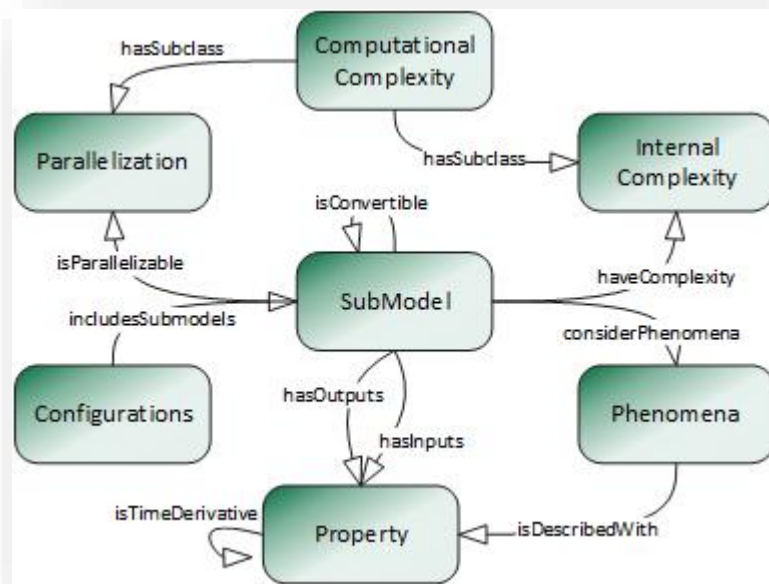 Computational
Complexity
hasSubclass
Parallelization
hasSubclass
Internal
Complexity
isConvertible
isParallelizable
SubModel
haveComplexity
includesSubmodels
considerPhenomena
Configurations
hasOutputs
hasInputs
Phenomena
isTimeDerivative
Property
isDescribedWith